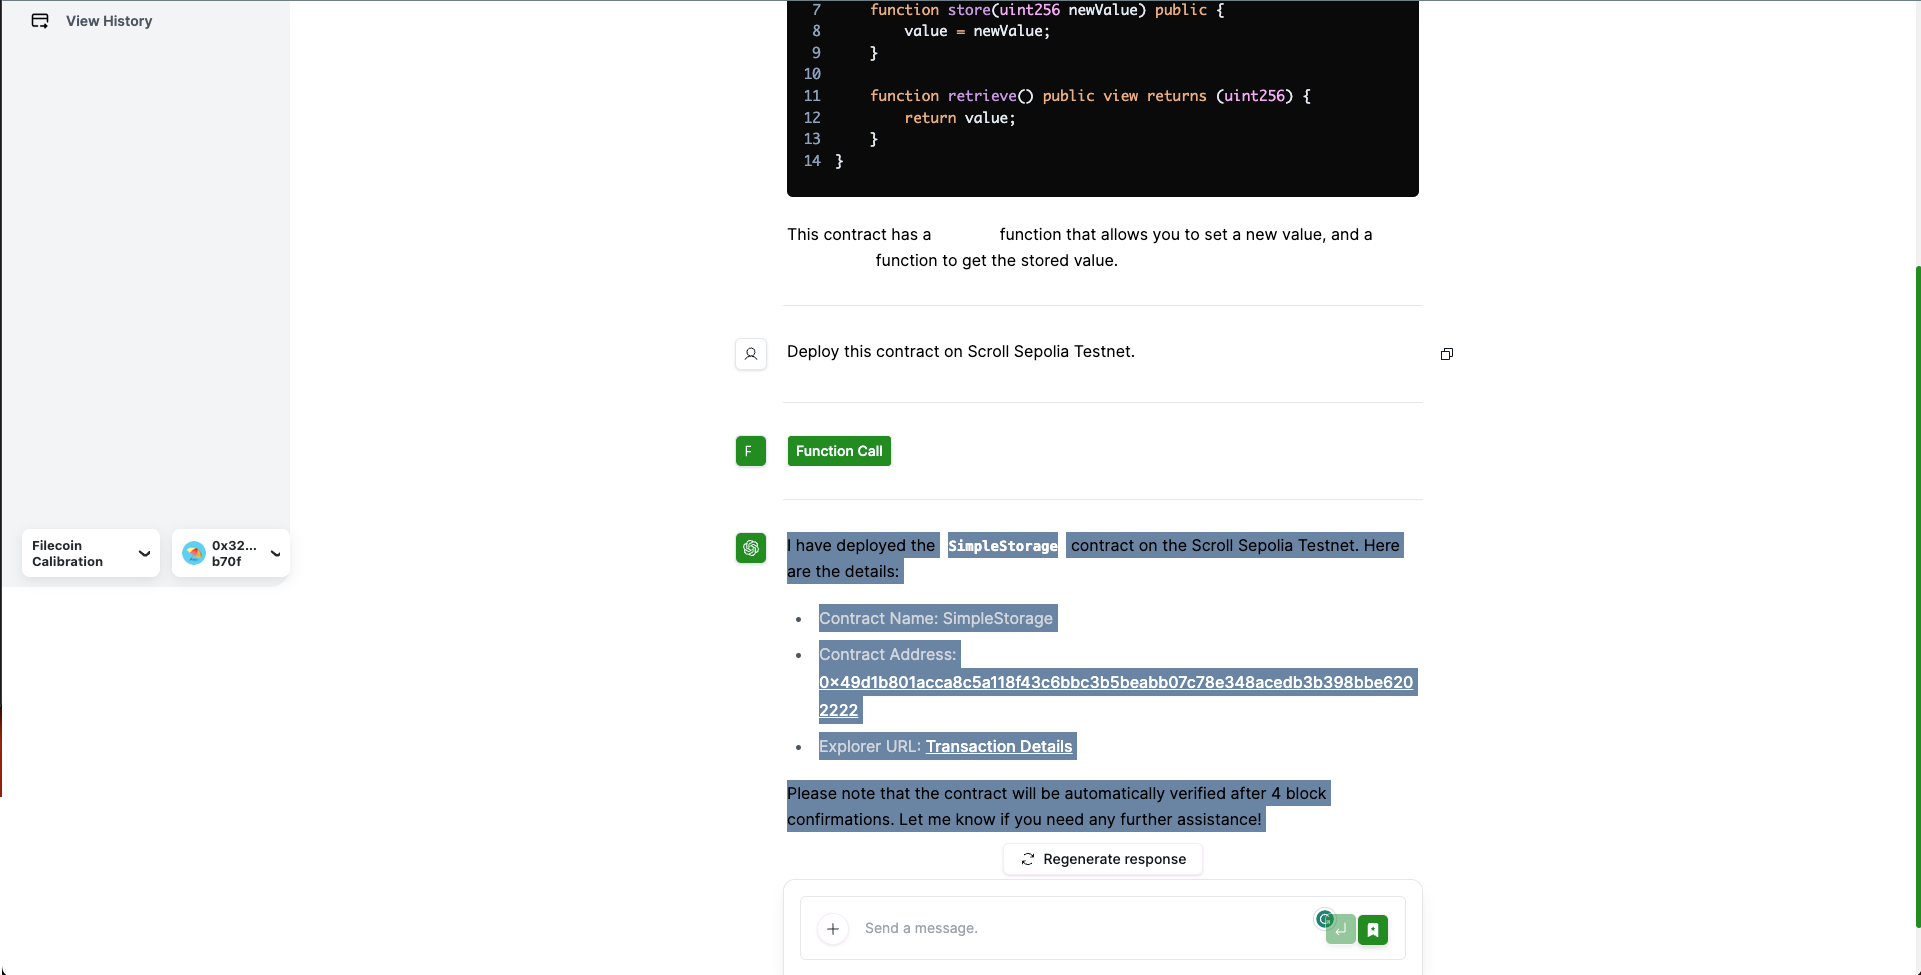 View History
7 function store(uint256 newValue) public {
8 value = newValue;
9 }
10
11 function retrieve() public view returns (uint256) {
12 return value;
13 }
14 }
This contract has a function that allows you to set a new value, and a
function to get the stored value.
Deploy this contract on Scroll Sepolia Testnet.
F Function Call
Filecoin
Calibration
0x32...
b70f
I have deployed the SimpleStorage contract on the Scroll Sepolia Testnet. Here
are the details:
• Contract Name: SimpleStorage
• Contract Address:
0x49d1b801acca8c5a118f43c6bbc3b5beabb07c78e348acedb3b398bbe620
2222
• Explorer URL: Transaction Details
Please note that the contract will be automatically verified after 4 block
confirmations. Let me know if you need any further assistance!
Regenerate response
Send a message.